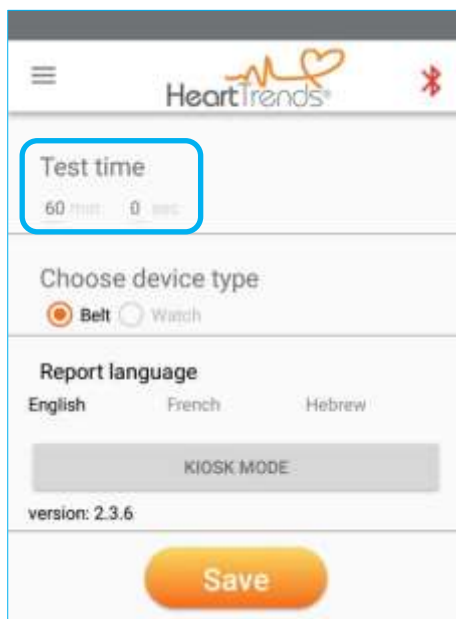 HeartTrends®
Test time
60 min 0 sec
Choose device type
Belt Watch
Report language
English French Hebrew
KIOSK MODE
version: 2.3.6
Save